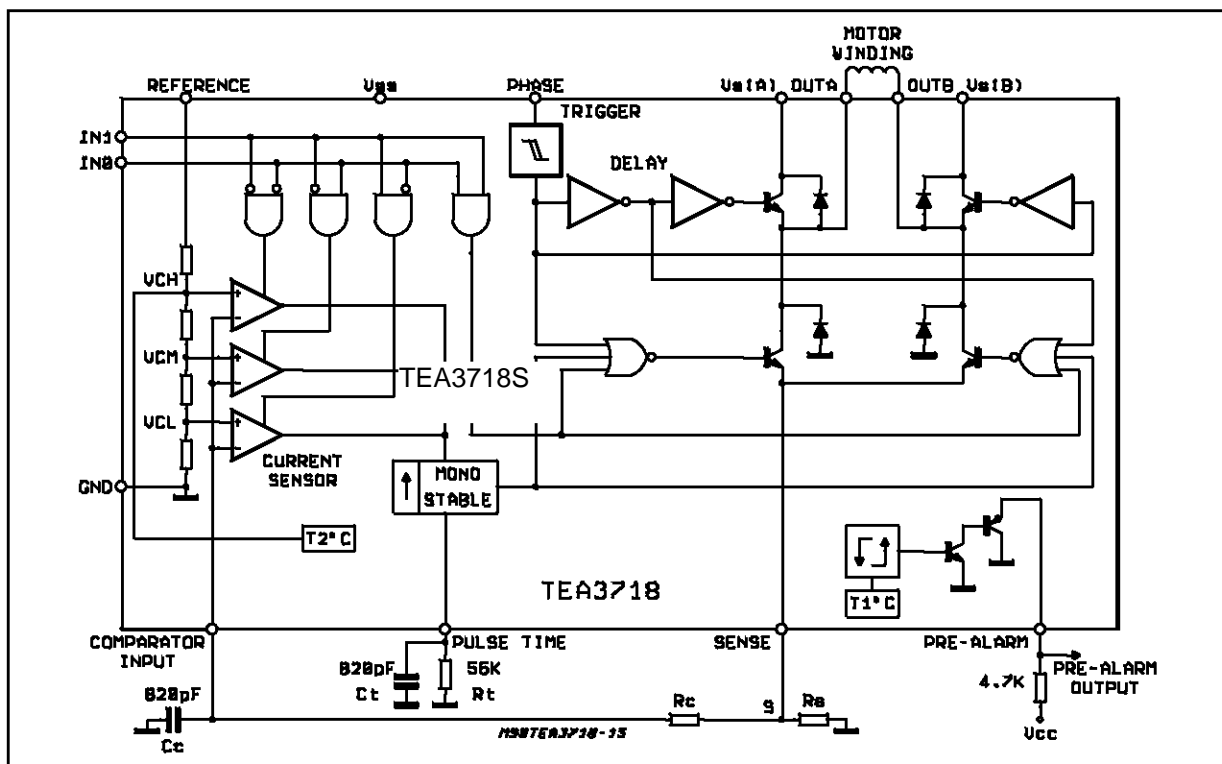 MOTOR
WINDING
REFERENCE
Vss
PHASE
Vs(A)
OUTA
OUTB
Vs(B)
TRIGGER
IN1
IN0
DELAY
VCH
VCM
TEA3718S
VCL
CURRENT
SENSOR
MONO
STABLE
GND
T2°C
TEA3718
T1°C
COMPARATOR
INPUT
PULSE TIME
SENSE
PRE-ALARM
820pF
Ct
56K
Rt
PRE-ALARM
OUTPUT
4.7K
820pF
Cc
Rc
S
Rs
Vcc
M98TEA3718-13